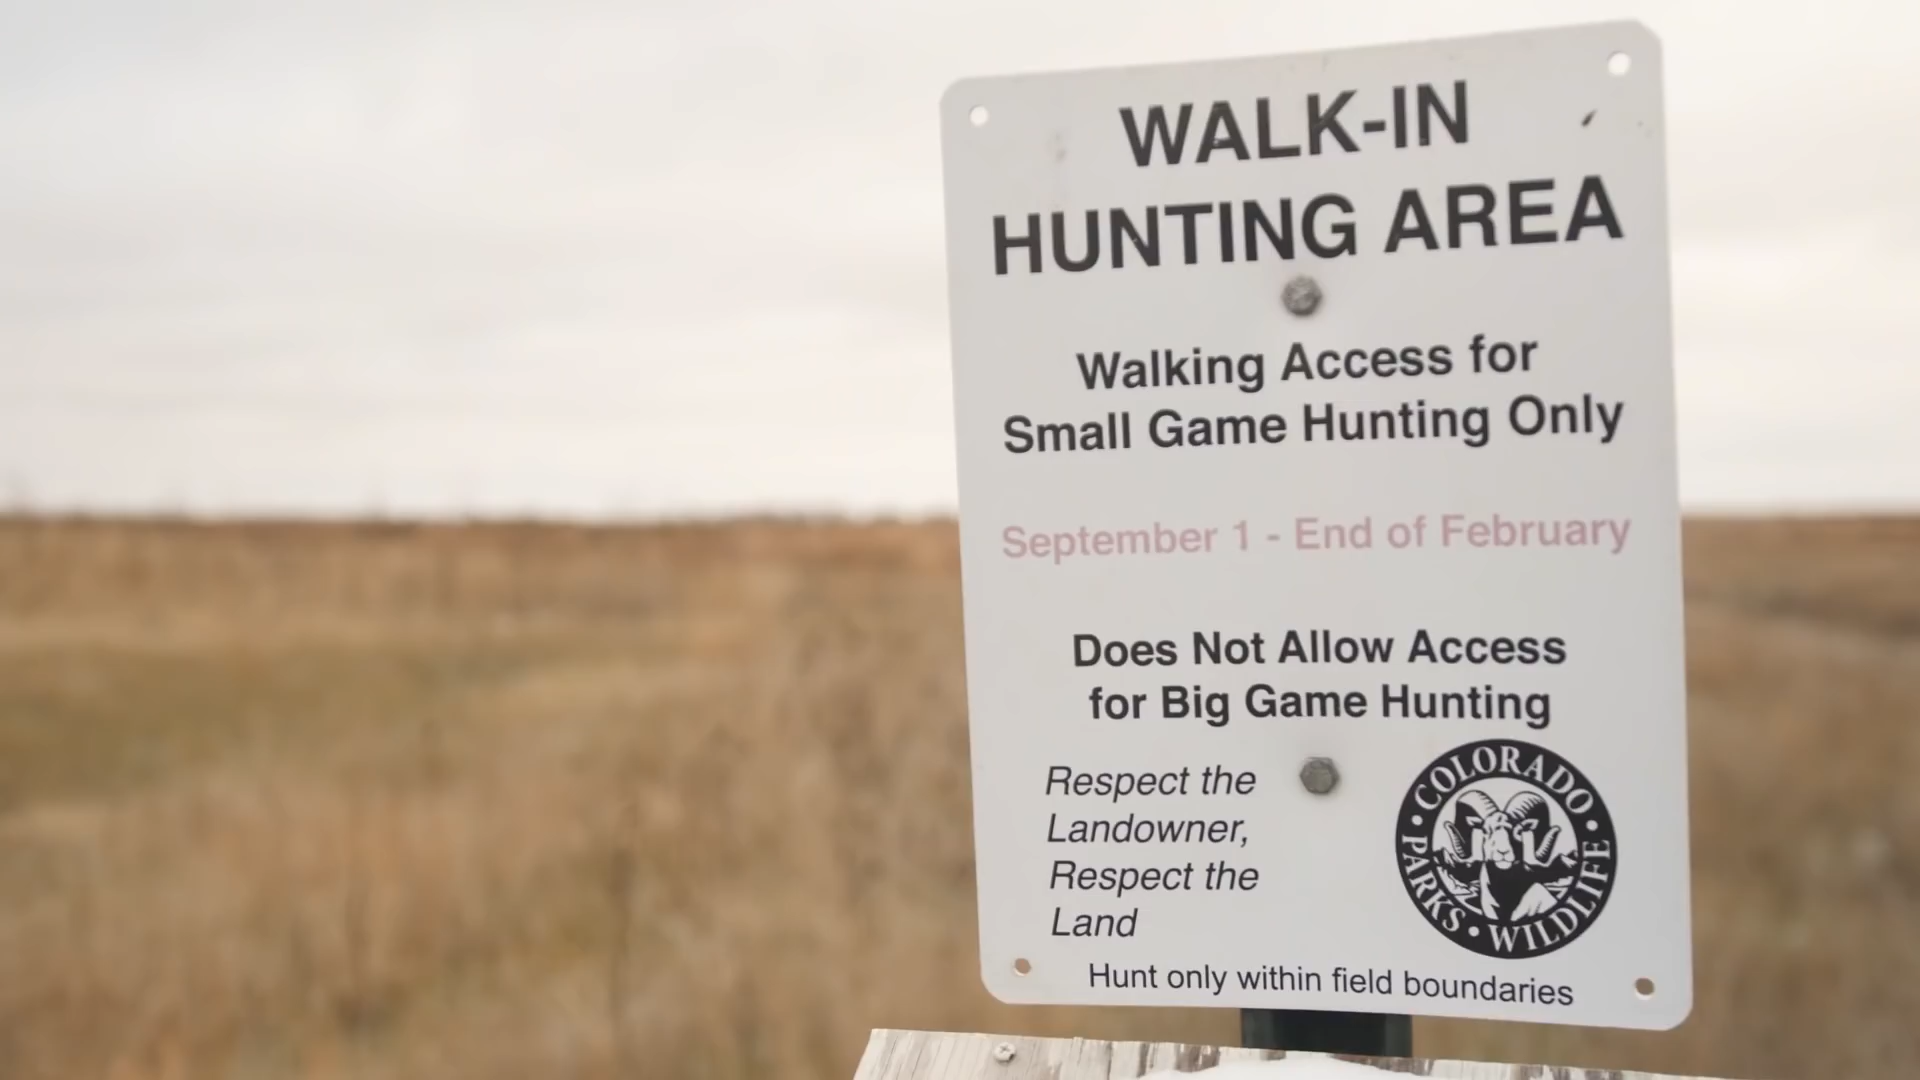 WALK-IN
HUNTING AREA
Walking Access for
Small Game Hunting Only
September 1 - End of February
Does Not Allow Access
for Big Game Hunting
Respect the
Landowner,
Respect the
Land
COLORADO
PARKS • WILDLIFE
Hunt only within field boundaries